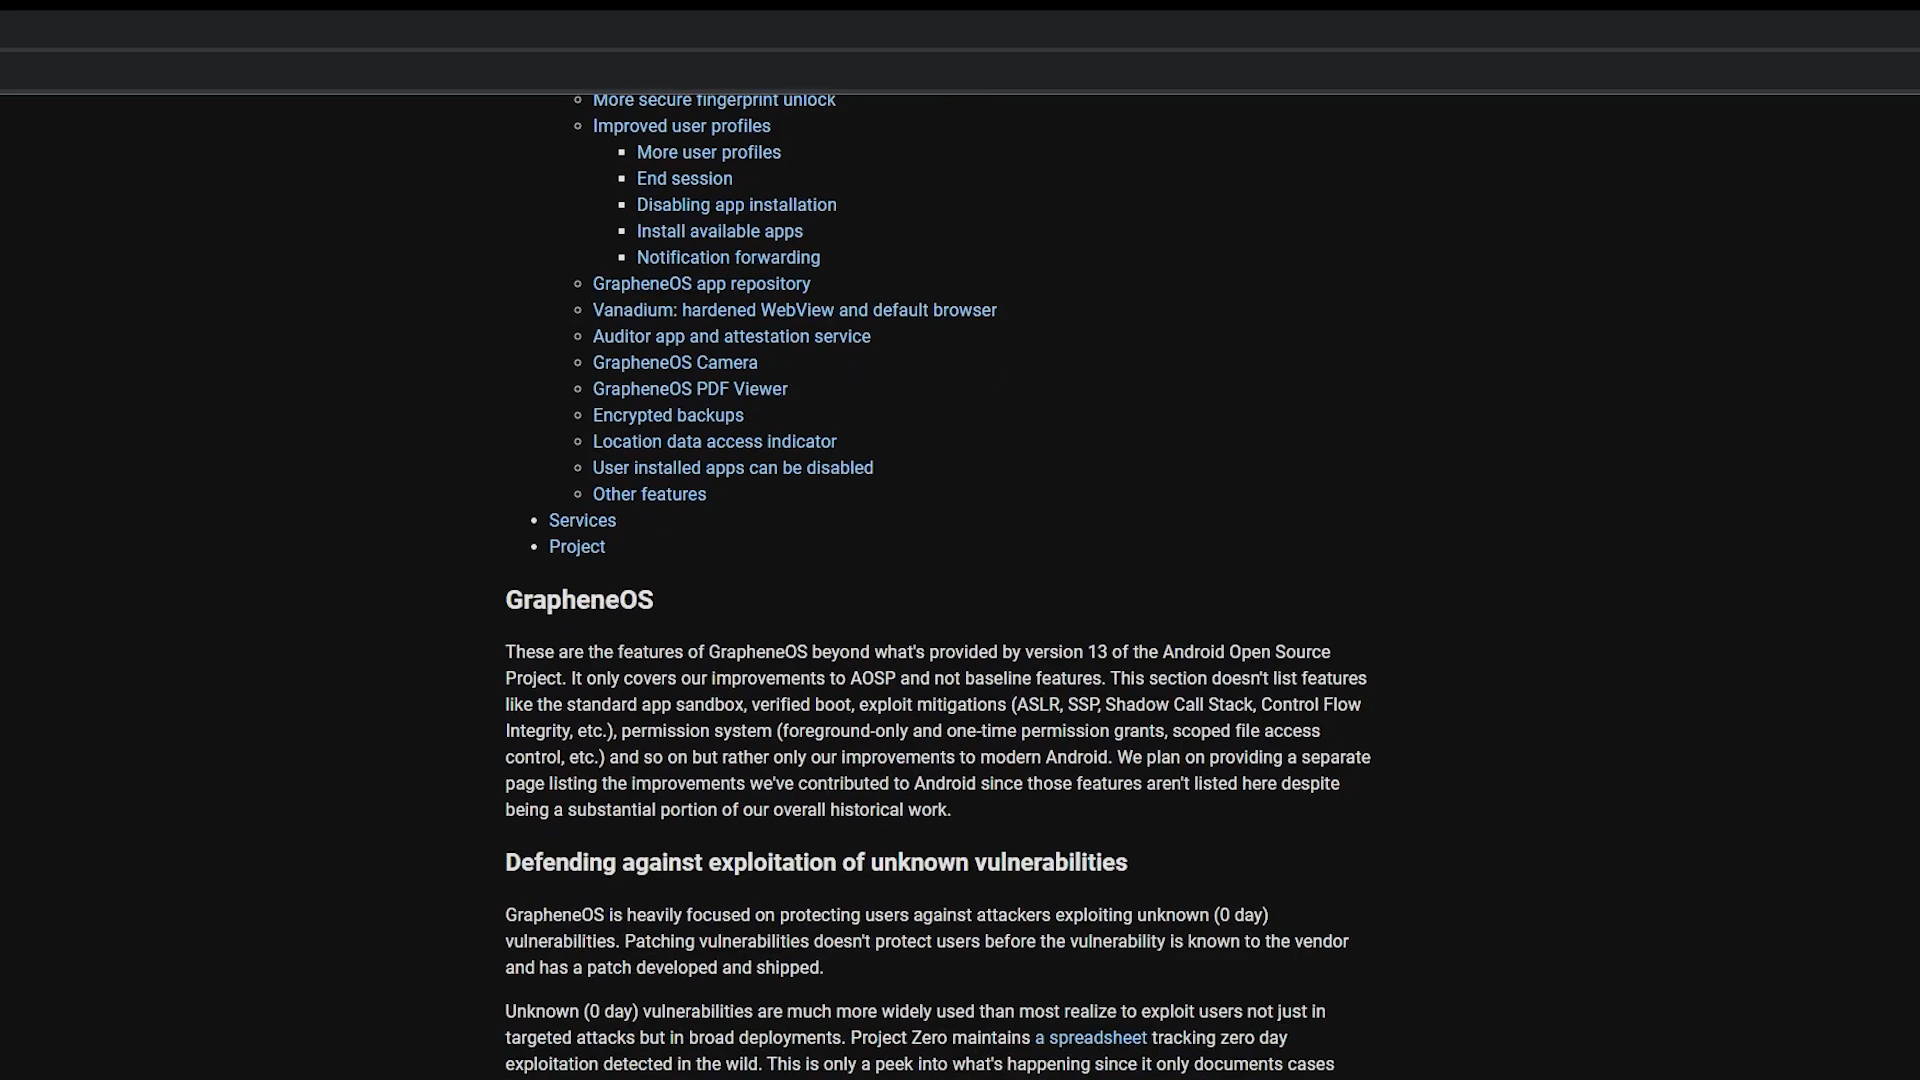 More secure fingerprint unlock
Improved user profiles
More user profiles
End session
Disabling app installation
Install available apps
Notification forwarding
GrapheneOS app repository
Vanadium: hardened WebView and default browser
Auditor app and attestation service
GrapheneOS Camera
GrapheneOS PDF Viewer
Encrypted backups
Location data access indicator
User installed apps can be disabled
Other features
Services
Project
GrapheneOS
These are the features of GrapheneOS beyond what's provided by version 13 of the Android Open Source
Project. It only covers our improvements to AOSP and not baseline features. This section doesn't list features
like the standard app sandbox, verified boot, exploit mitigations (ASLR, SSP, Shadow Call Stack, Control Flow
Integrity, etc.), permission system (foreground-only and one-time permission grants, scoped file access
control, etc.) and so on but rather only our improvements to modern Android. We plan on providing a separate
page listing the improvements we've contributed to Android since those features aren't listed here despite
being a substantial portion of our overall historical work.
Defending against exploitation of unknown vulnerabilities
GrapheneOS is heavily focused on protecting users against attackers exploiting unknown (0 day)
vulnerabilities. Patching vulnerabilities doesn't protect users before the vulnerability is known to the vendor
and has a patch developed and shipped.
Unknown (0 day) vulnerabilities are much more widely used than most realize to exploit users not just in
targeted attacks but in broad deployments. Project Zero maintains a spreadsheet tracking zero day
exploitation detected in the wild. This is only a peek into what's happening since it only documents cases